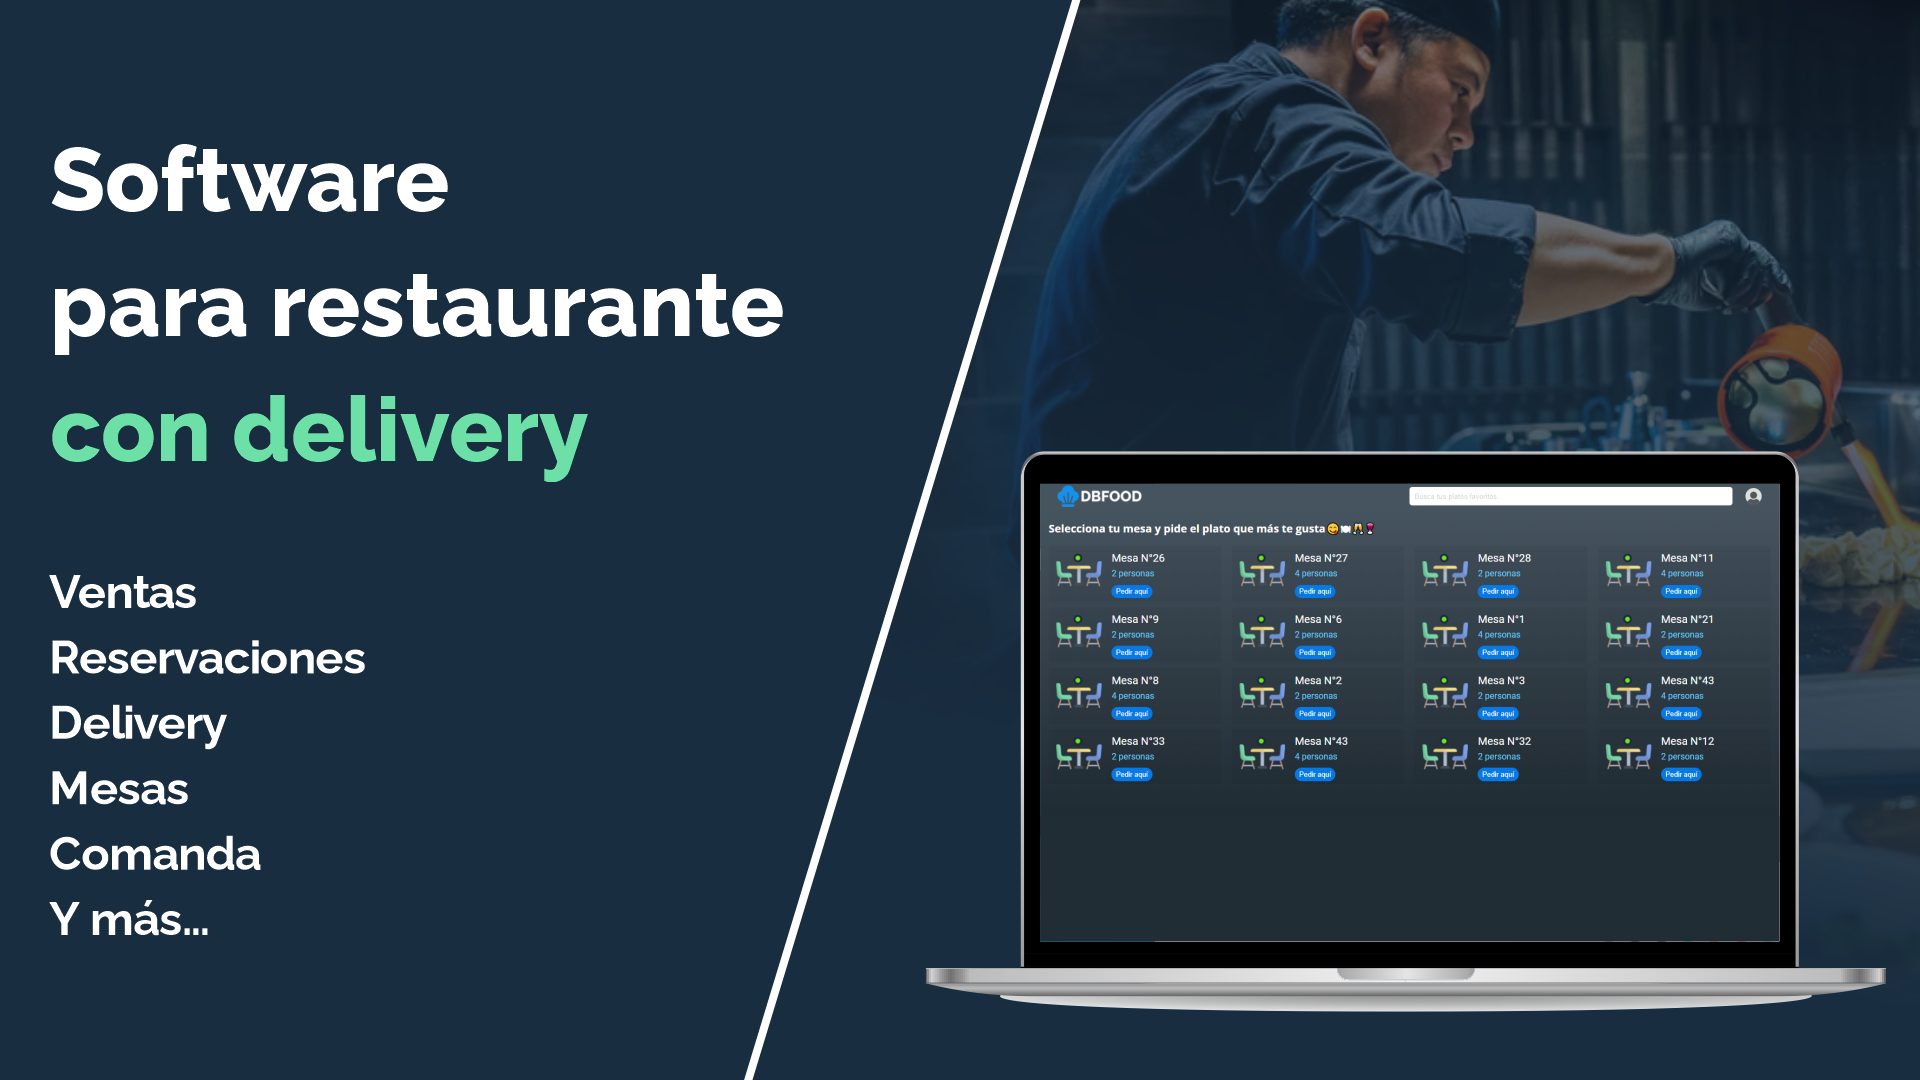 Software
para restaurante
con delivery
Ventas
Reservaciones
Delivery
Mesas
Comanda
Y más...
DBFOOD
Busca tus platos favoritos...
Selecciona tu mesa y pide el plato que más te gusta😋🍽🥂🍷
Mesa N°26
2 personas
Pedir aquí
Mesa N°27
4 personas
Pedir aquí
Mesa N°28
2 personas
Pedir aquí
Mesa N°11
4 personas
Pedir aquí
Mesa N°9
2 personas
Pedir aquí
Mesa N°6
2 personas
Pedir aquí
Mesa N°1
4 personas
Pedir aquí
Mesa N°21
2 personas
Pedir aquí
Mesa N°8
4 personas
Pedir aquí
Mesa N°2
2 personas
Pedir aquí
Mesa N°3
2 personas
Pedir aquí
Mesa N°43
4 personas
Pedir aquí
Mesa N°33
2 personas
Pedir aquí
Mesa N°43
4 personas
Pedir aquí
Mesa N°32
2 personas
Pedir aquí
Mesa N°12
2 personas
Pedir aquí